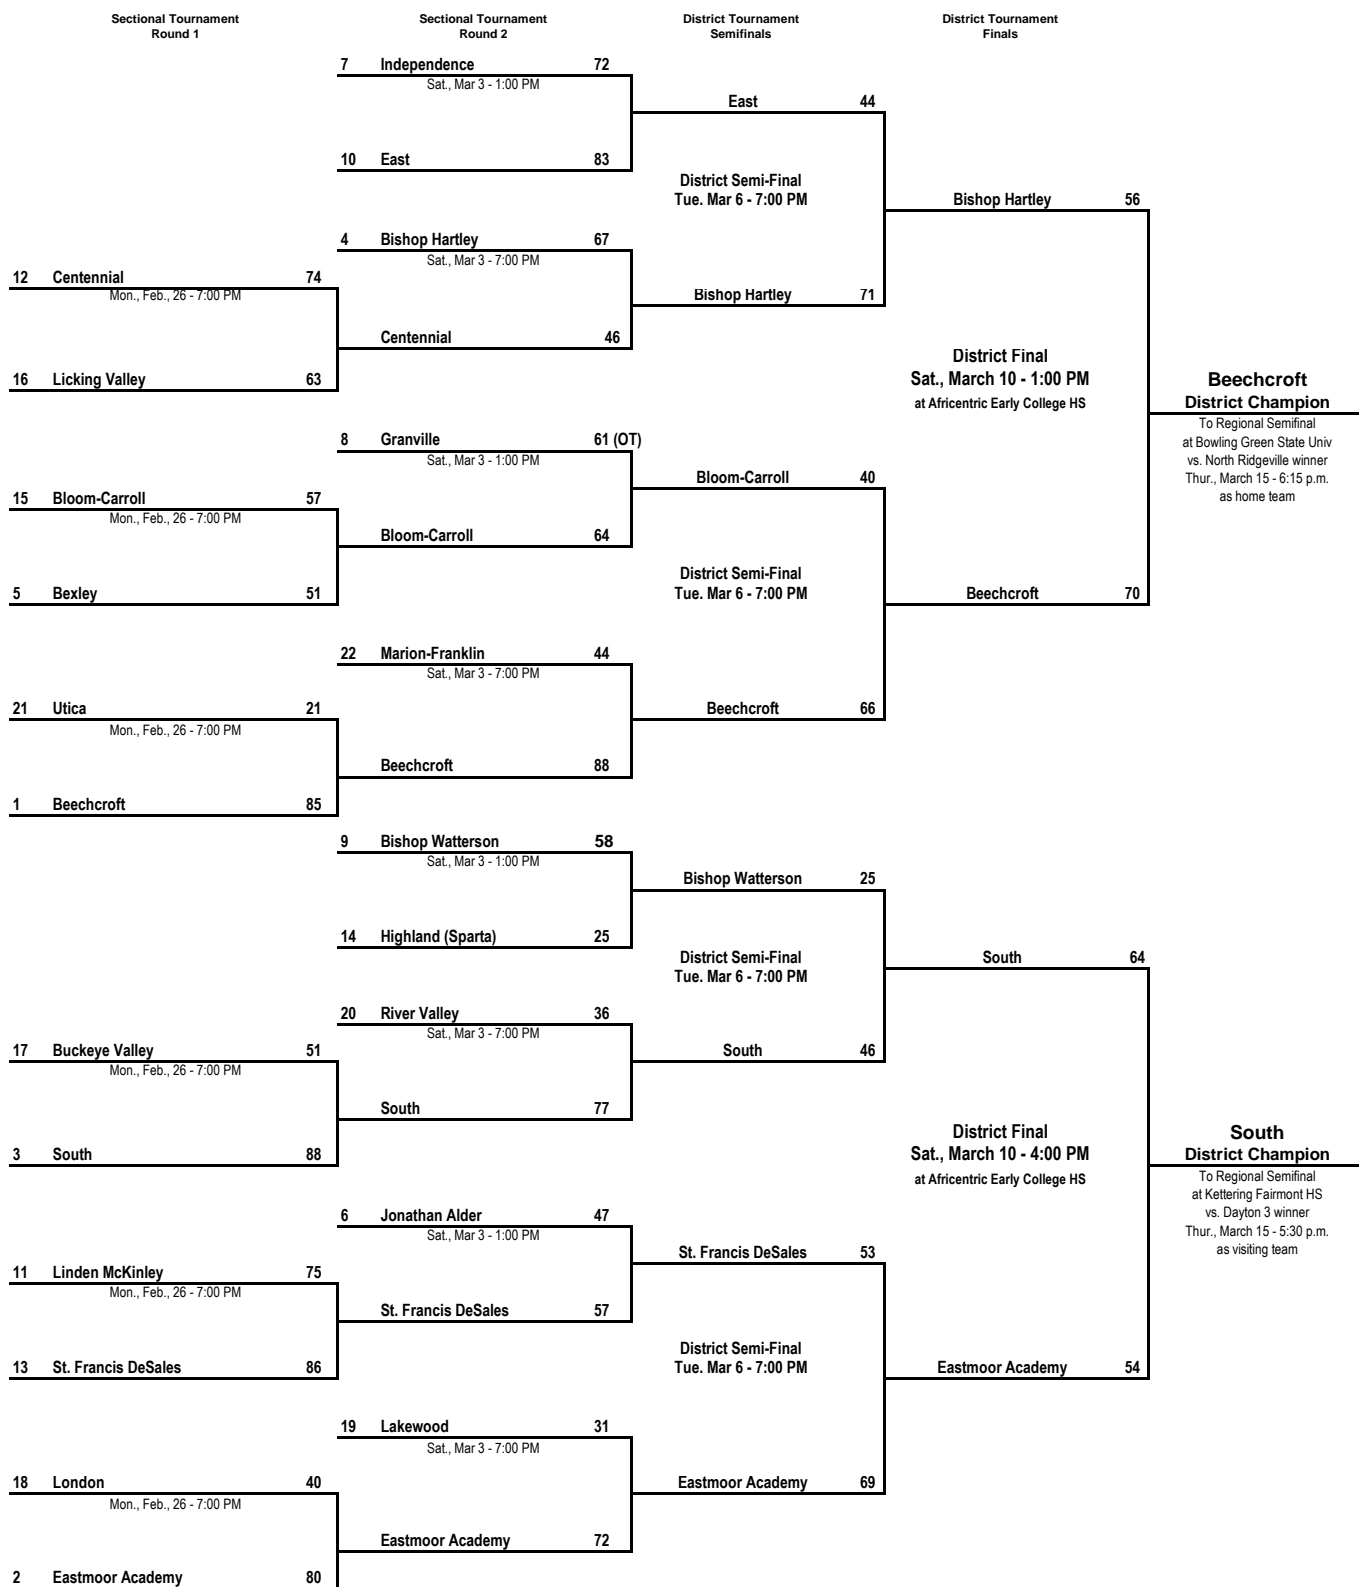 Sectional Tournament
Round 1
Sectional Tournament
Round 2
District Tournament
Semifinals
District Tournament
Finals
7 Independence 72
Sat., Mar 3 - 1:00 PM
East 44
10 East 83
District Semi-Final
Tue. Mar 6 - 7:00 PM
Bishop Hartley 56
4 Bishop Hartley 67
Sat., Mar 3 - 7:00 PM
12 Centennial 74
Mon., Feb., 26 - 7:00 PM
Bishop Hartley 71
Centennial 46
16 Licking Valley 63
District Final
Sat., March 10 - 1:00 PM
at Africentric Early College HS
Beechcroft
District Champion
To Regional Semifinal
at Bowling Green State Univ
vs. North Ridgeville winner
Thur., March 15 - 6:15 p.m.
as home team
8 Granville 61 (OT)
Sat., Mar 3 - 1:00 PM
Bloom-Carroll 40
15 Bloom-Carroll 57
Mon., Feb., 26 - 7:00 PM
Bloom-Carroll 64
5 Bexley 51
District Semi-Final
Tue. Mar 6 - 7:00 PM
Beechcroft 70
22 Marion-Franklin 44
Sat., Mar 3 - 7:00 PM
21 Utica 21
Mon., Feb., 26 - 7:00 PM
Beechcroft 66
Beechcroft 88
1 Beechcroft 85
9 Bishop Watterson 58
Sat., Mar 3 - 1:00 PM
Bishop Watterson 25
14 Highland (Sparta) 25
District Semi-Final
Tue. Mar 6 - 7:00 PM
South 64
20 River Valley 36
Sat., Mar 3 - 7:00 PM
17 Buckeye Valley 51
Mon., Feb., 26 - 7:00 PM
South 46
South 77
3 South 88
District Final
Sat., March 10 - 4:00 PM
at Africentric Early College HS
South
District Champion
To Regional Semifinal
at Kettering Fairmont HS
vs. Dayton 3 winner
Thur., March 15 - 5:30 p.m.
as visiting team
6 Jonathan Alder 47
Sat., Mar 3 - 1:00 PM
St. Francis DeSales 53
11 Linden McKinley 75
Mon., Feb., 26 - 7:00 PM
St. Francis DeSales 57
13 St. Francis DeSales 86
District Semi-Final
Tue. Mar 6 - 7:00 PM
Eastmoor Academy 54
19 Lakewood 31
Sat., Mar 3 - 7:00 PM
18 London 40
Mon., Feb., 26 - 7:00 PM
Eastmoor Academy 69
Eastmoor Academy 72
2 Eastmoor Academy 80